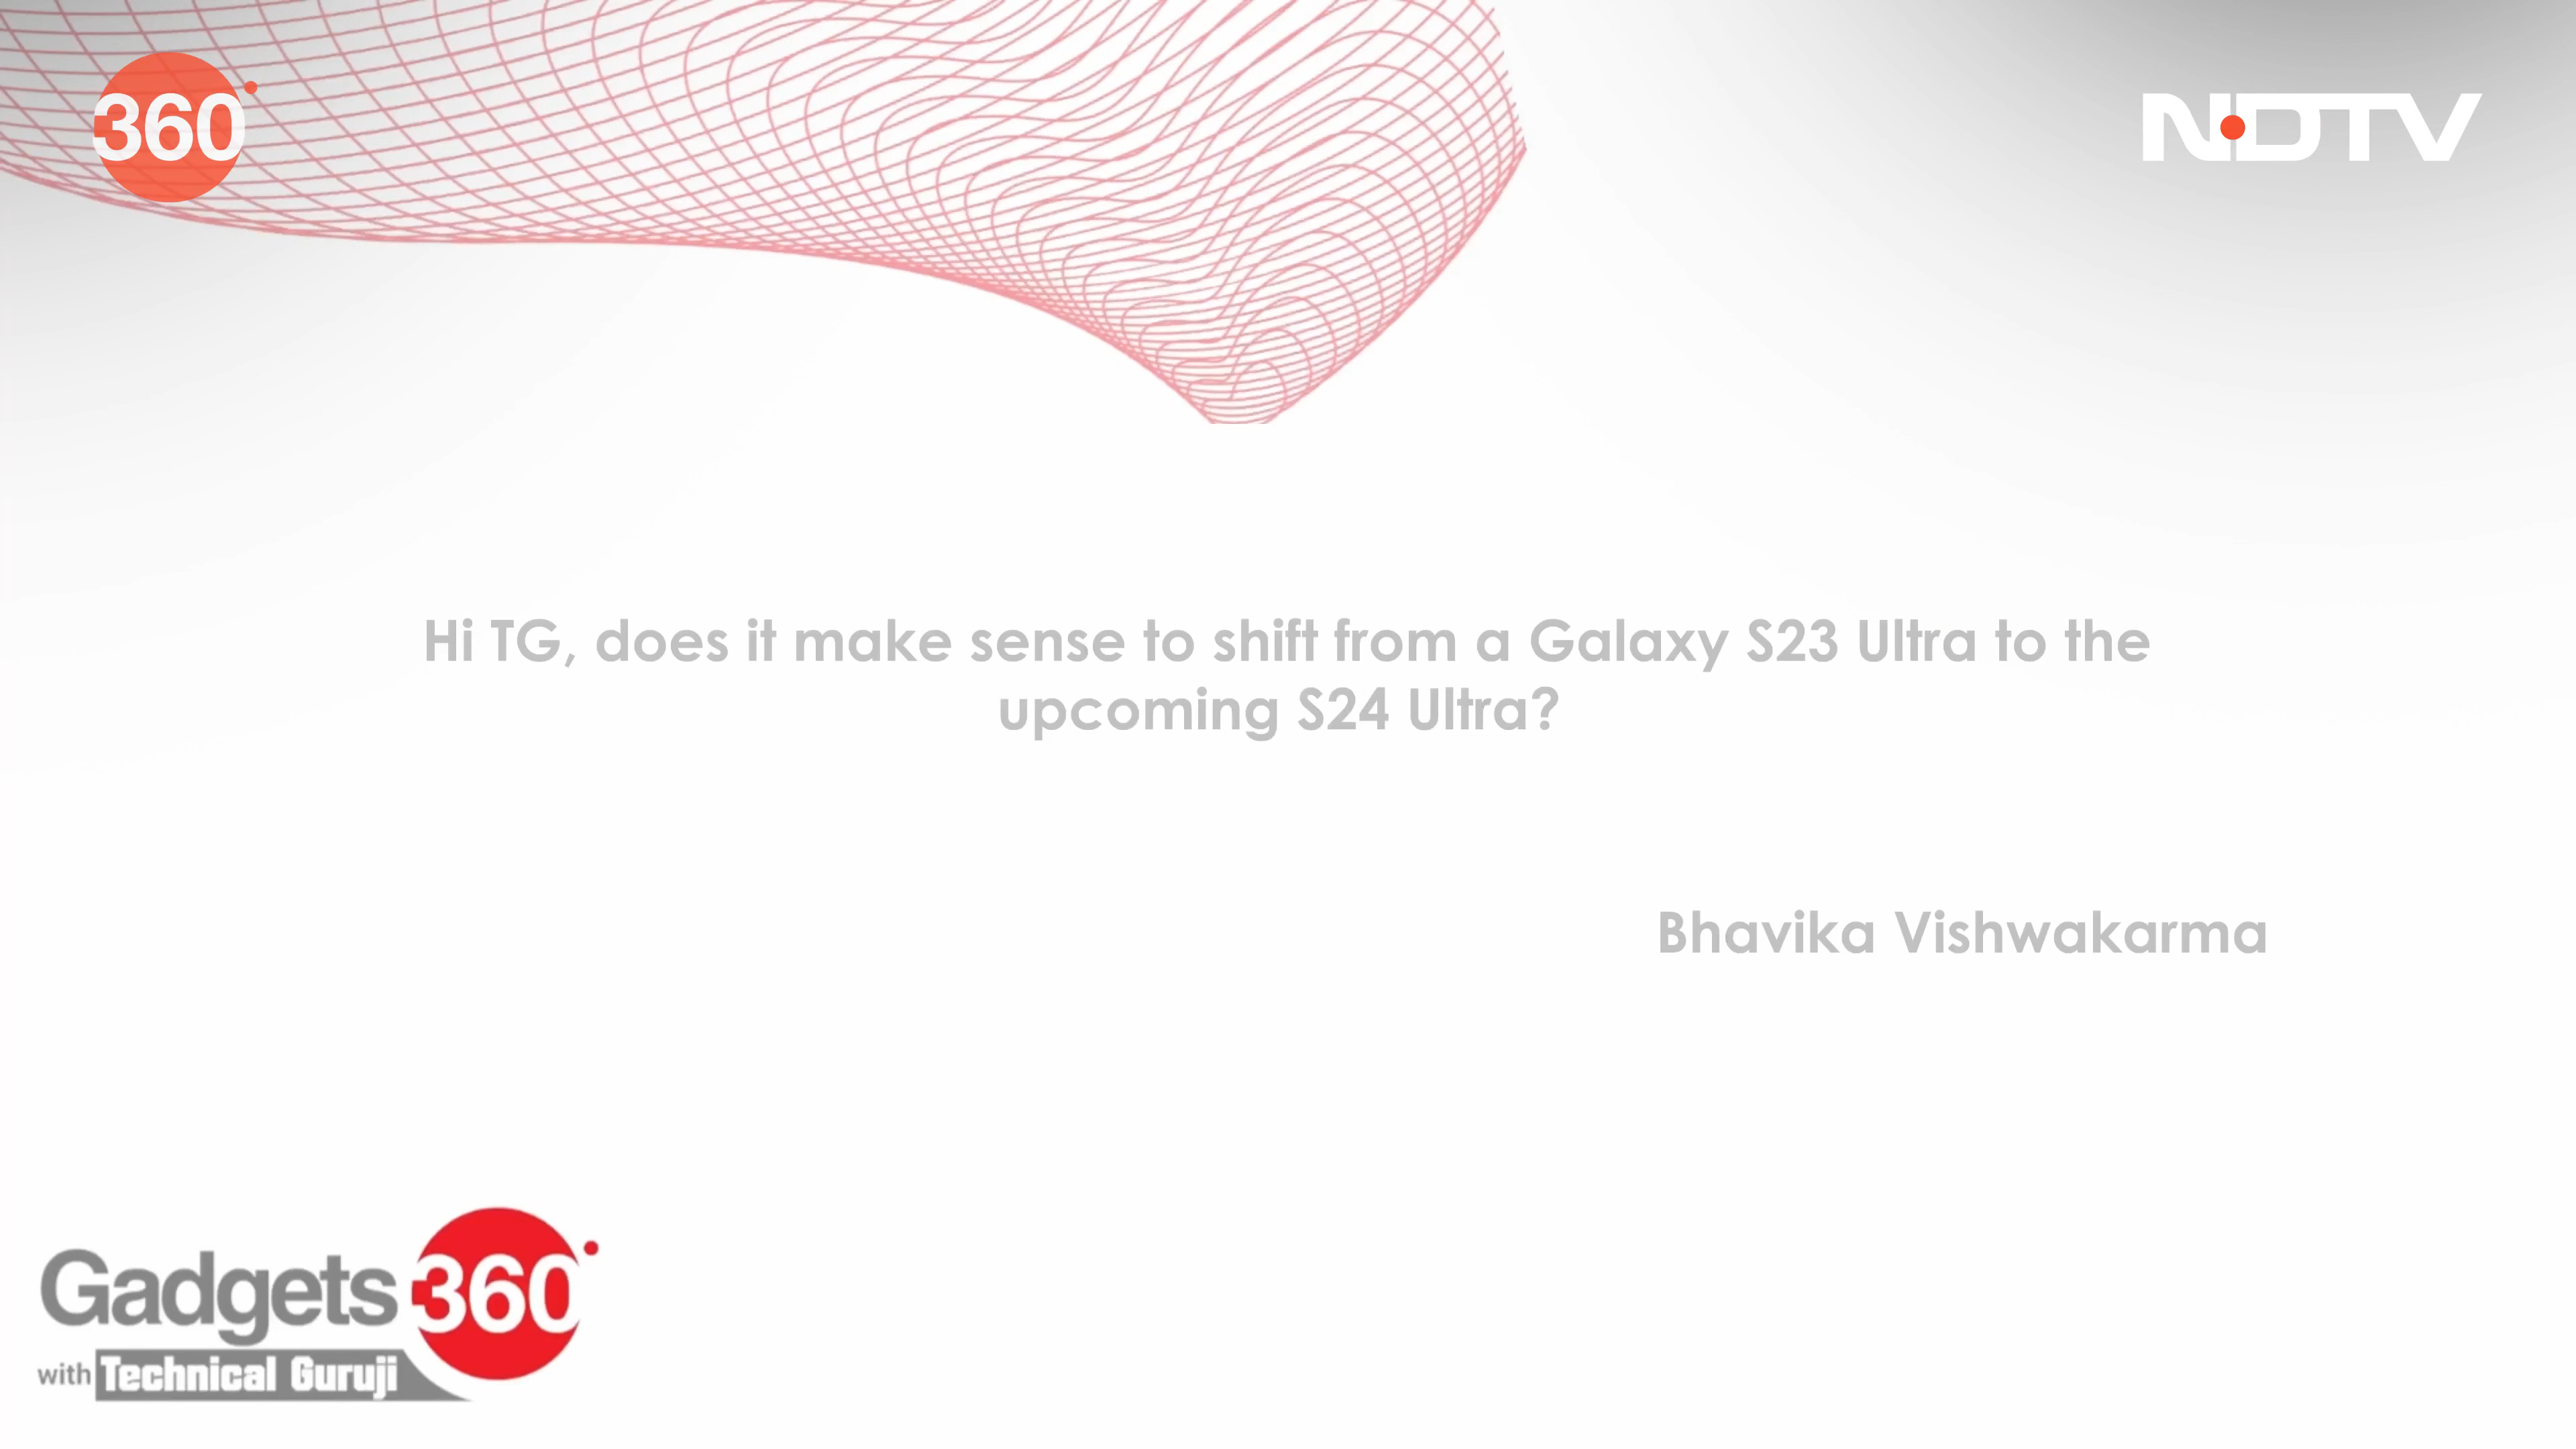 360
NDTV
Hi TG, does it make sense to shift from a Galaxy S23 Ultra to the
upcoming S24 Ultra?
Bhavika Vishwakarma
Gadgets 360
with Technical Guruji